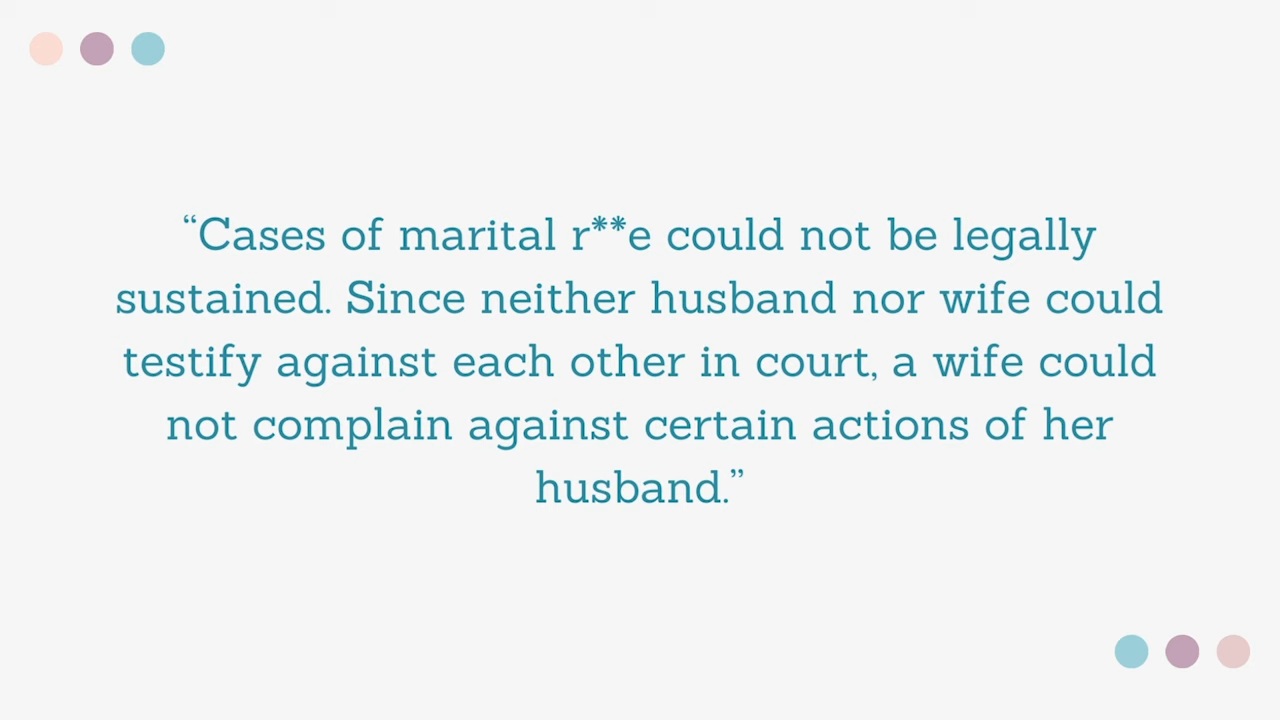 “Cases of marital r**e could not be legally
sustained. Since neither husband nor wife could
testify against each other in court, a wife could
not complain against certain actions of her
husband.”